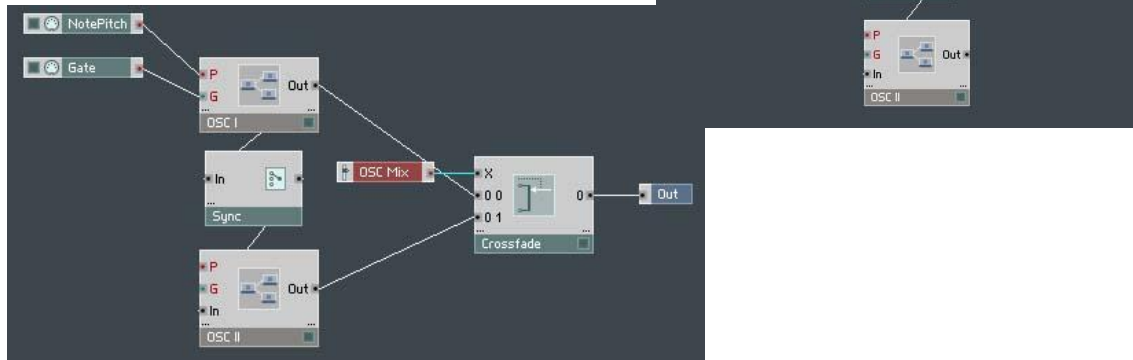 NotePitch
Gate
P
G
Out
...
...
OSC I
In
...
Sync
OSC Mix
X
0 0
0 1
0
...
...
Crossfade
Out
P
G
In
Out
...
...
OSC II
P
G
In
Out
...
...
OSC II